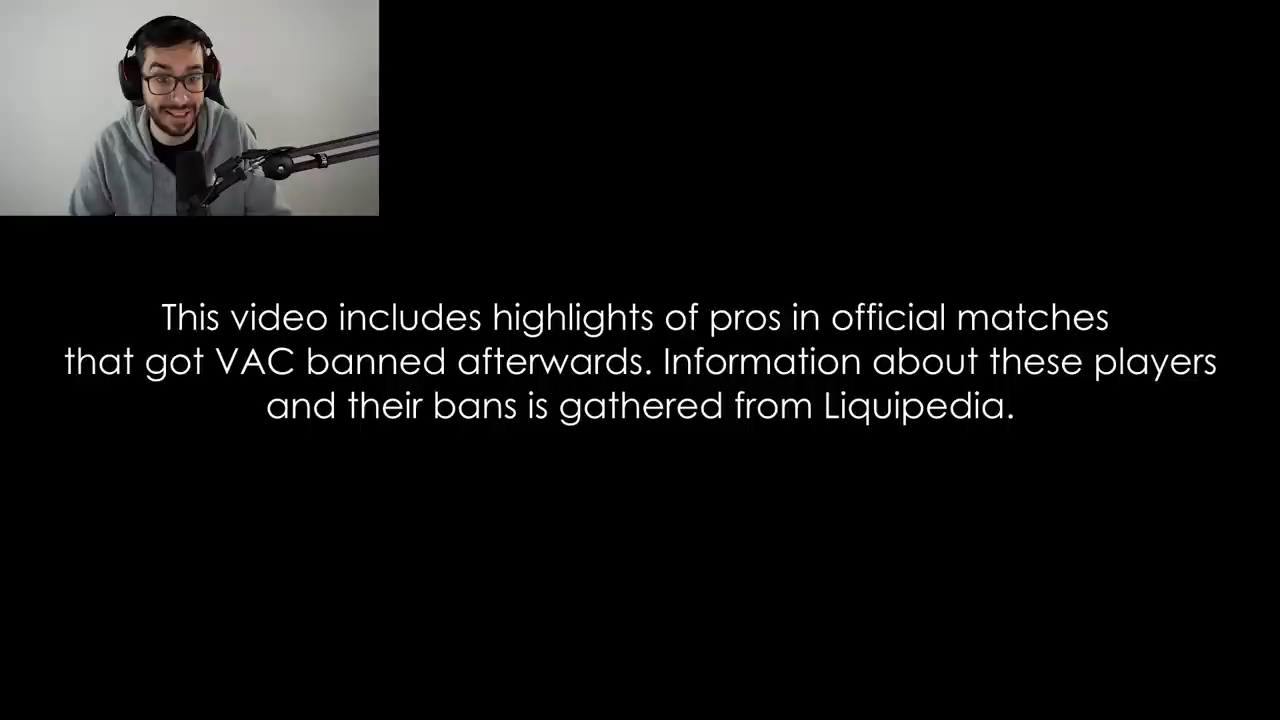 This video includes highlights of pros in official matches
that got VAC banned afterwards. Information about these players
and their bans is gathered from Liquipedia.